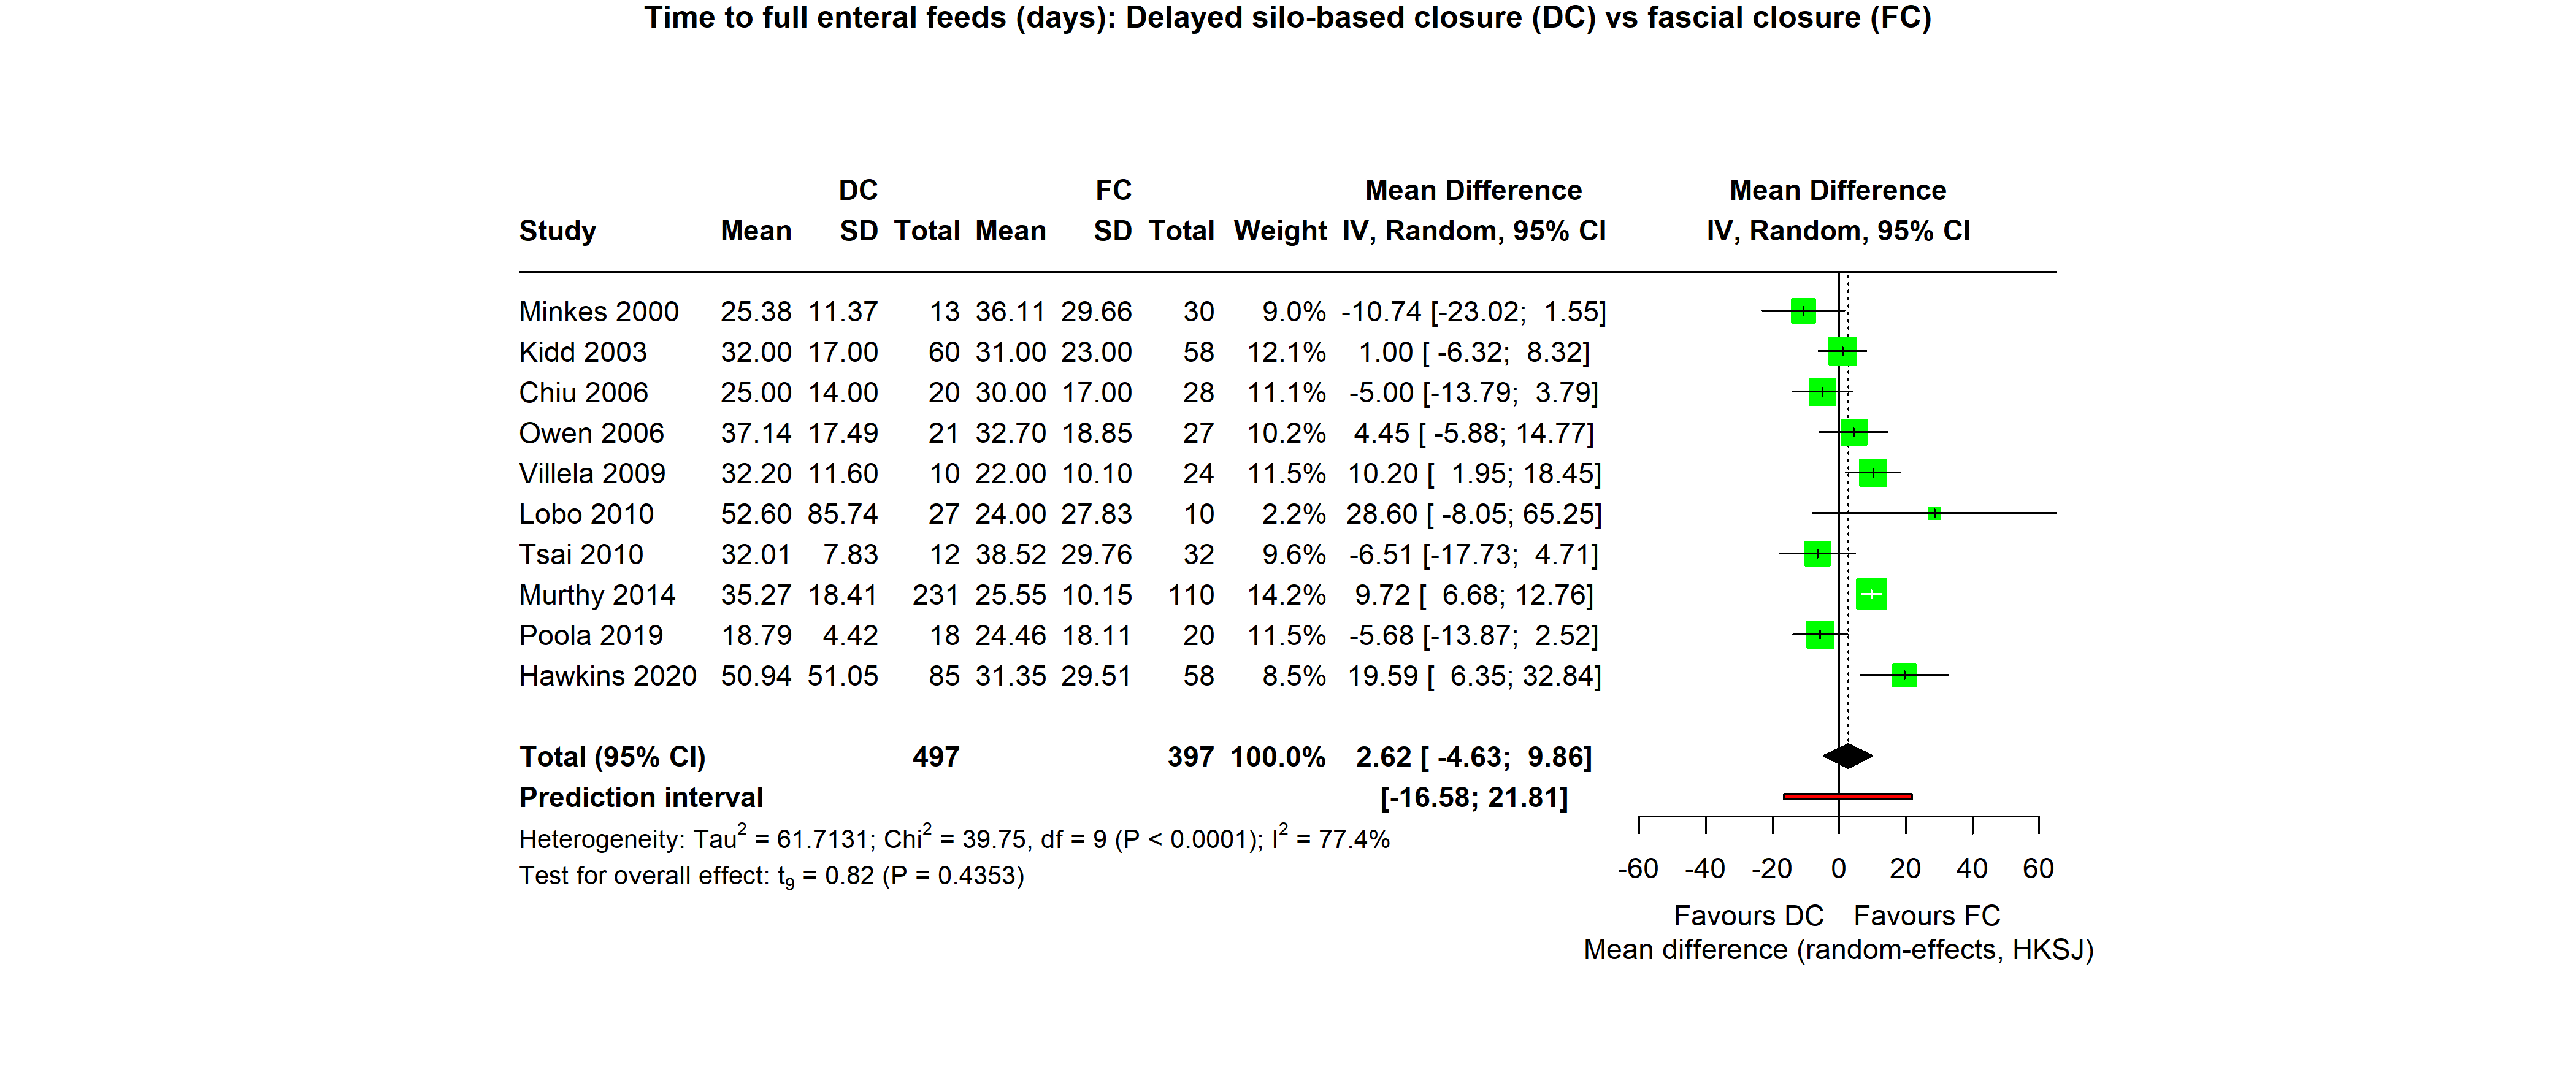 Time to full enteral feeds (days): Delayed silo-based closure (DC) vs fascial closure (FC)
DC FC Mean Difference Mean Difference
Study Mean SD Total Mean SD Total Weight IV, Random, 95% CI IV, Random, 95% CI
Minkes 2000 25.38 11.37 13 36.11 29.66 30 9.0% -10.74 [-23.02; 1.55]
Kidd 2003 32.00 17.00 60 31.00 23.00 58 12.1% 1.00 [ -6.32; 8.32]
Chiu 2006 25.00 14.00 20 30.00 17.00 28 11.1% -5.00 [-13.79; 3.79]
Owen 2006 37.14 17.49 21 32.70 18.85 27 10.2% 4.45 [ -5.88; 14.77]
Villela 2009 32.20 11.60 10 22.00 10.10 24 11.5% 10.20 [ 1.95; 18.45]
Lobo 2010 52.60 85.74 27 24.00 27.83 10 2.2% 28.60 [ -8.05; 65.25]
Tsai 2010 32.01 7.83 12 38.52 29.76 32 9.6% -6.51 [-17.73; 4.71]
Murthy 2014 35.27 18.41 231 25.55 10.15 110 14.2% 9.72 [ 6.68; 12.76]
Poola 2019 18.79 4.42 18 24.46 18.11 20 11.5% -5.68 [-13.87; 2.52]
Hawkins 2020 50.94 51.05 85 31.35 29.51 58 8.5% 19.59 [ 6.35; 32.84]
Total (95% CI) 497 397 100.0% 2.62 [ -4.63; 9.86]
Prediction interval [-16.58; 21.81]
Heterogeneity: Tau² = 61.7131; Chi² = 39.75, df = 9 (P < 0.0001); I² = 77.4%
Test for overall effect: t₉ = 0.82 (P = 0.4353)
-60 -40 -20 0 20 40 60
Favours DC Favours FC
Mean difference (random-effects, HKSJ)